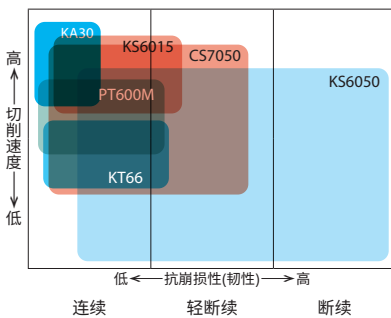 KA30
KS6015
CS7050
KS6050
PT600M
KT66
高
切削速度
低
低 抗崩损性(韧性) 高
连续 轻断续 断续